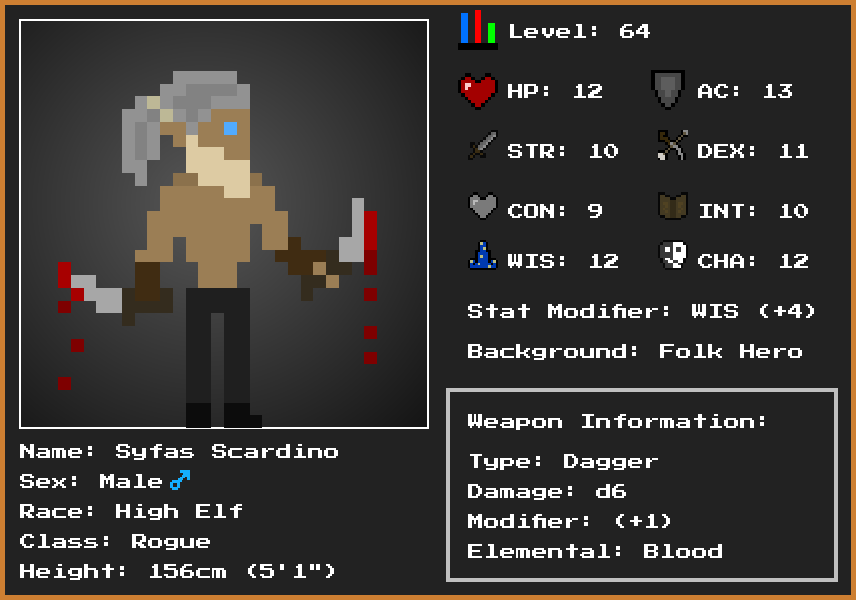 Level: 64
HP: 12
AC: 13
STR: 10
DEX: 11
CON: 9
INT: 10
WIS: 12
CHA: 12
Stat Modifier: WIS (+4)
Background: Folk Hero
Weapon Information:
Type: Dagger
Damage: d6
Modifier: (+1)
Elemental: Blood
Name: Syfas Scardino
Sex: Male♂
Race: High Elf
Class: Rogue
Height: 156cm (5'1")